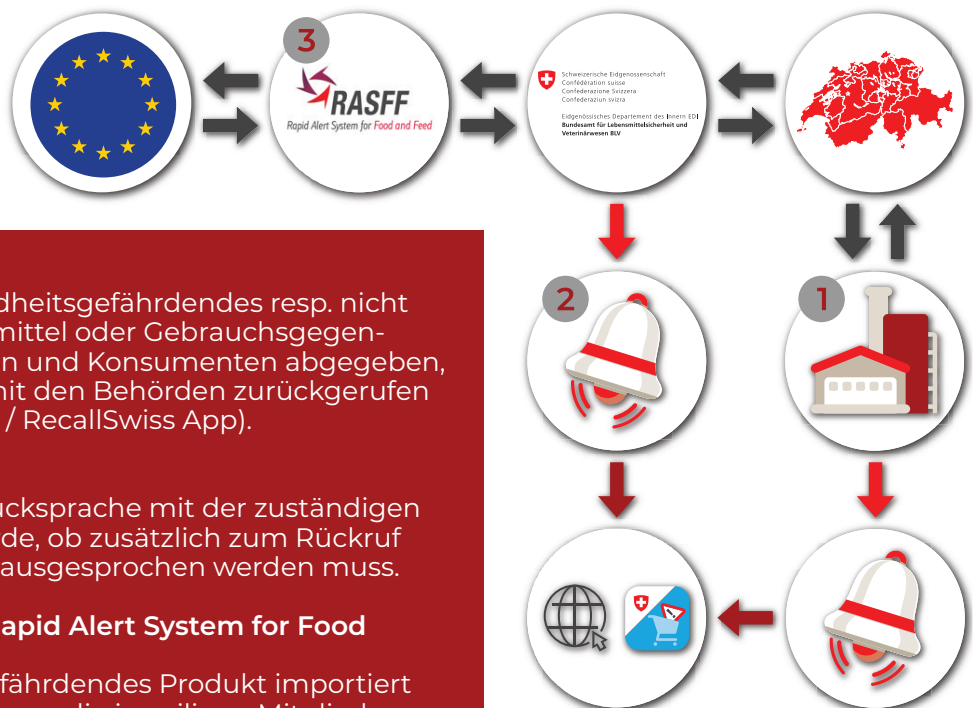 3
RASFF
Rapid Alert System for Food and Feed
Schweizerische Eidgenossenschaft
Confédération suisse
Confederazione Svizzera
Confederaziun svizra
Eidgenössisches Departement des Innern EDI
Bundesamt für Lebensmittelsicherheit und
Veterinärwesen BLV
2
1
dheitsgefährdendes resp. nicht
mittel oder Gebrauchsgegen-
n und Konsumenten abgegeben,
mit den Behörden zurückgerufen
/ RecallSwiss App).
ücksprache mit der zuständigen
rde, ob zusätzlich zum Rückruf
ausgesprochen werden muss.
apid Alert System for Food
fährdendes Produkt importiert